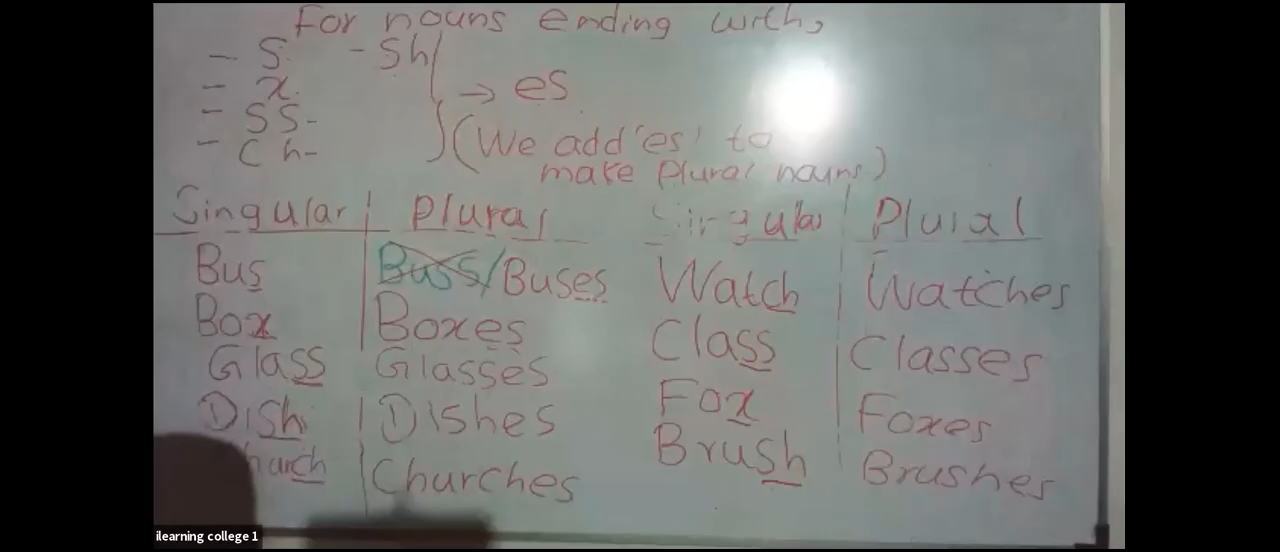 For nouns ending with,
- S. - Sh
- x.
→ es
- SS-
- Ch-
(We add 'es' to
make Plural nouns)
Singular Plural Singular Plural
Bus Buss/Buses Watch Watches
Box Boxes Class Classes
Glass Glasses Fox Foxes
Dish Dishes Brush Brushes
Church Churches
ilearning college 1